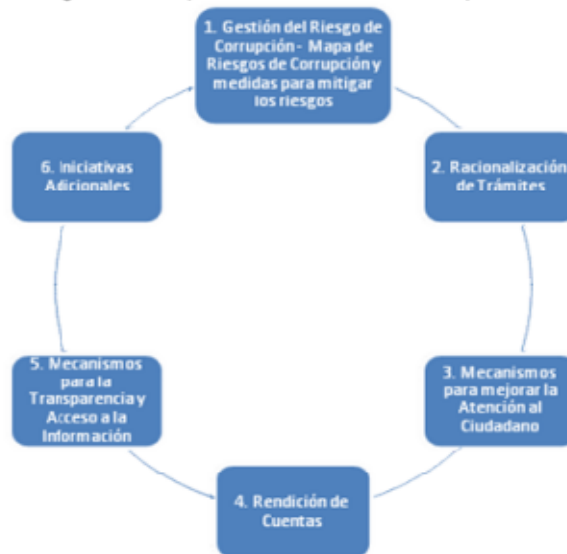 1. Gestión del Riesgo de
Corrupción - Mapa de
Riesgos de Corrupción y
medidas para mitigar
los riesgos
2. Racionalización
de Trámites
3. Mecanismos
para mejorar la
Atención al
Ciudadano
4. Rendición de
Cuentas
5. Mecanismos
para la
Transparencia y
Acceso a la
Información
6. Iniciativas
Adicionales